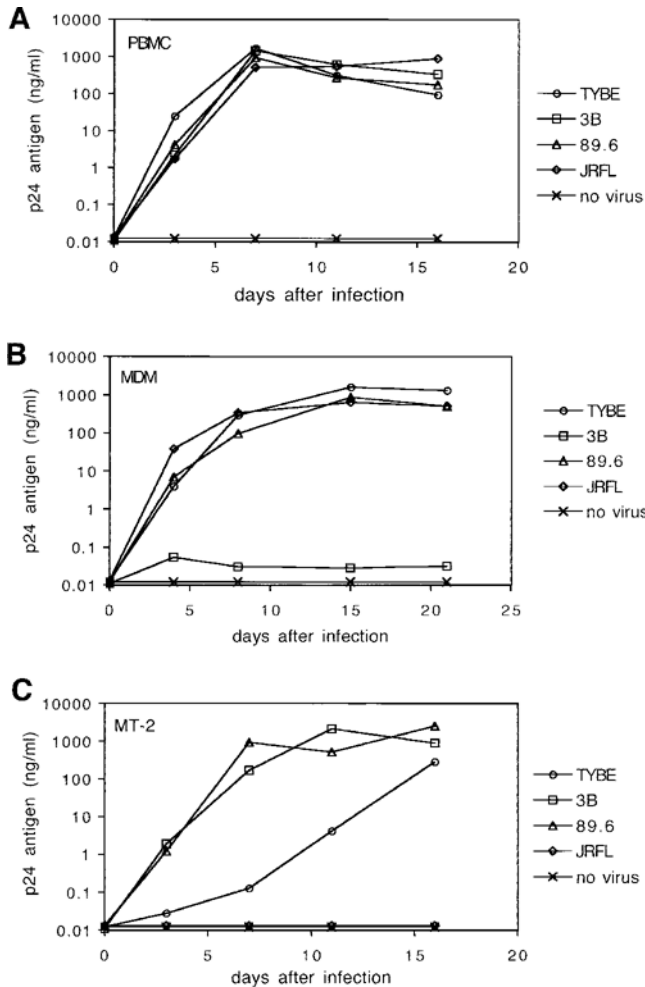 A
PBMC
p24 antigen (ng/ml)
10000
1000
100
10
1
0.1
0.01
0 5 10 15 20
days after infection
TYBE
3B
89.6
JRFL
no virus
B
MDM
p24 antigen (ng/ml)
10000
1000
100
10
1
0.1
0.01
0 5 10 15 20 25
days after infection
TYBE
3B
89.6
JRFL
no virus
C
MT-2
p24 antigen (ng/ml)
10000
1000
100
10
1
0.1
0.01
0 5 10 15 20
days after infection
TYBE
3B
89.6
JRFL
no virus